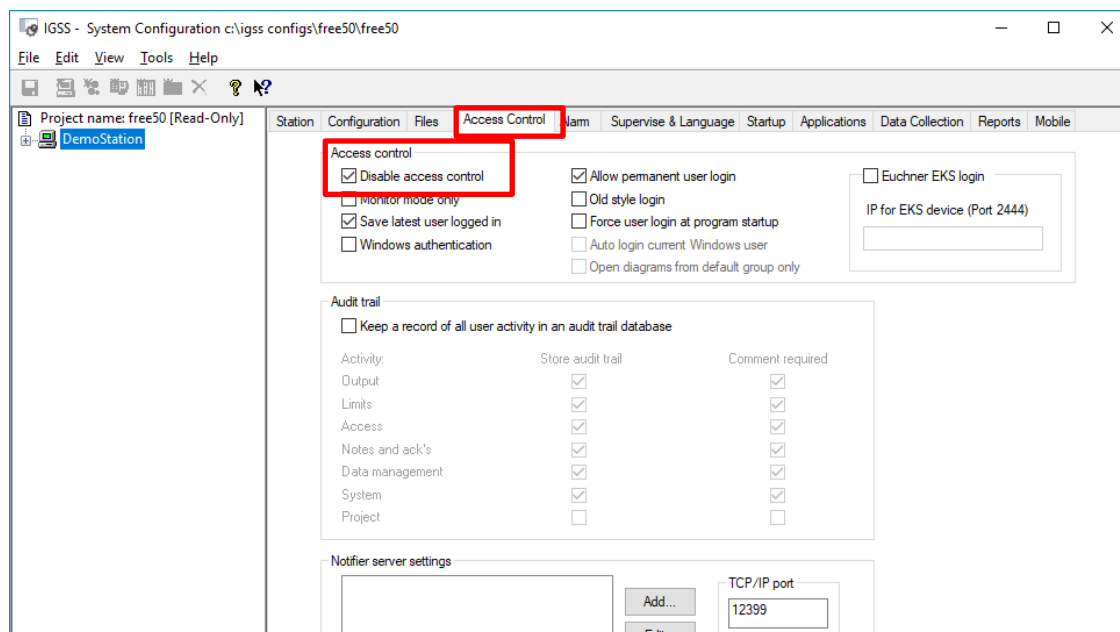 IGSS - System Configuration c:\igss configs\free50\free50
File Edit View Tools Help
Project name: free50 [Read-Only]
DemoStation
Station Configuration Files Access Control Alarm Supervise & Language Startup Applications Data Collection Reports Mobile
Access control
Disable access control
Monitor mode only
Save latest user logged in
Windows authentication
Allow permanent user login
Old style login
Force user login at program startup
Auto login current Windows user
Open diagrams from default group only
Euchner EKS login
IP for EKS device (Port 2444)
Audit trail
Keep a record of all user activity in an audit trail database
Activity: Store audit trail Comment required
Output
Limits
Access
Notes and ack's
Data management
System
Project
Notifier server settings
Add...
TCP/IP port
12399